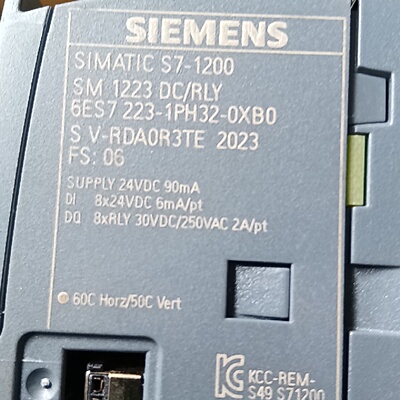 SIEMENS
SIMATIC S7-1200
SM 1223 DC/RLY
6ES7 223-1PH32-0XB0
S V-RDA0R3TE 2023
FS: 06
SUPPLY 24VDC 90mA
DI 8x24VDC 6mA/pt
DQ 8xRLY 30VDC/250VAC 2A/pt
60C Horz/50C Vert
KCC-REM-
S49 S71200